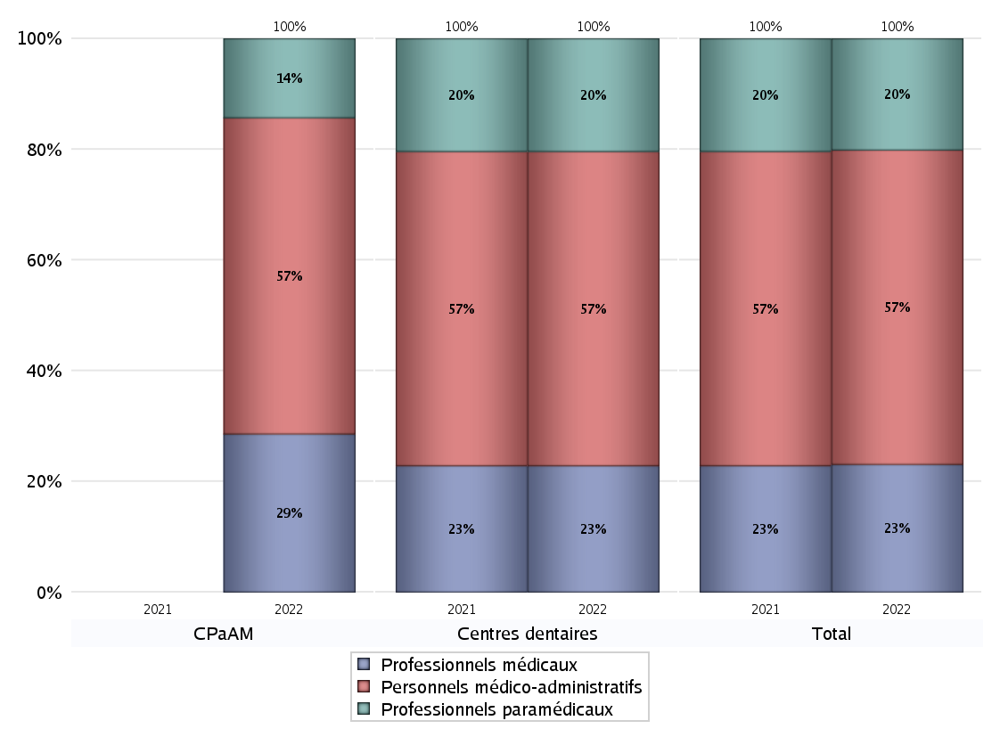 100% 100% 100% 100% 100%
100%
14% 20% 20% 20% 20%
80%
60%
57% 57% 57% 57% 57%
40%
20%
29% 23% 23% 23% 23%
0%
2021 2022 2021 2022 2021 2022
CPaAM Centres dentaires Total
Professionnels médicaux
Personnels médico-administratifs
Professionnels paramédicaux